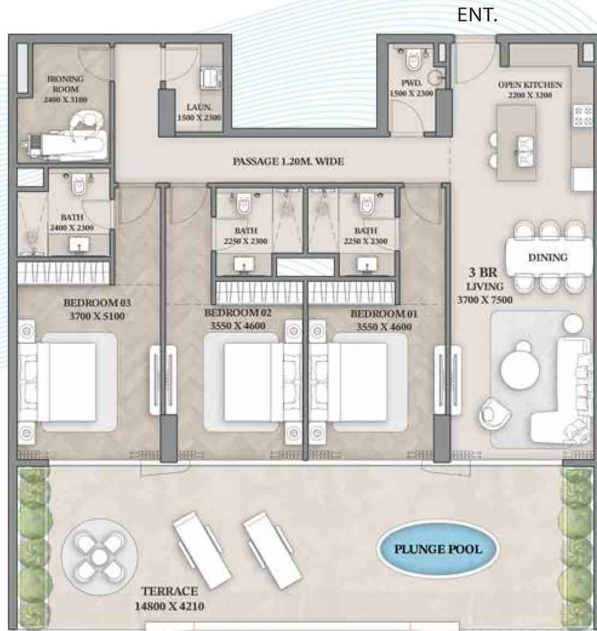 ENT.
IRONING
ROOM
2400 X 3100
LAUN.
1500 X 2300
PWD.
1500 X 2300
OPEN KITCHEN
2200 X 3200
PASSAGE 1.20M. WIDE
BATH
2400 X 2300
BATH
2250 X 2300
BATH
2250 X 2300
DINING
3 BR
LIVING
3700 X 7500
BEDROOM 03
3700 X 5100
BEDROOM 02
3550 X 4600
BEDROOM 01
3550 X 4600
PLUNGE POOL
TERRACE
14800 X 4210